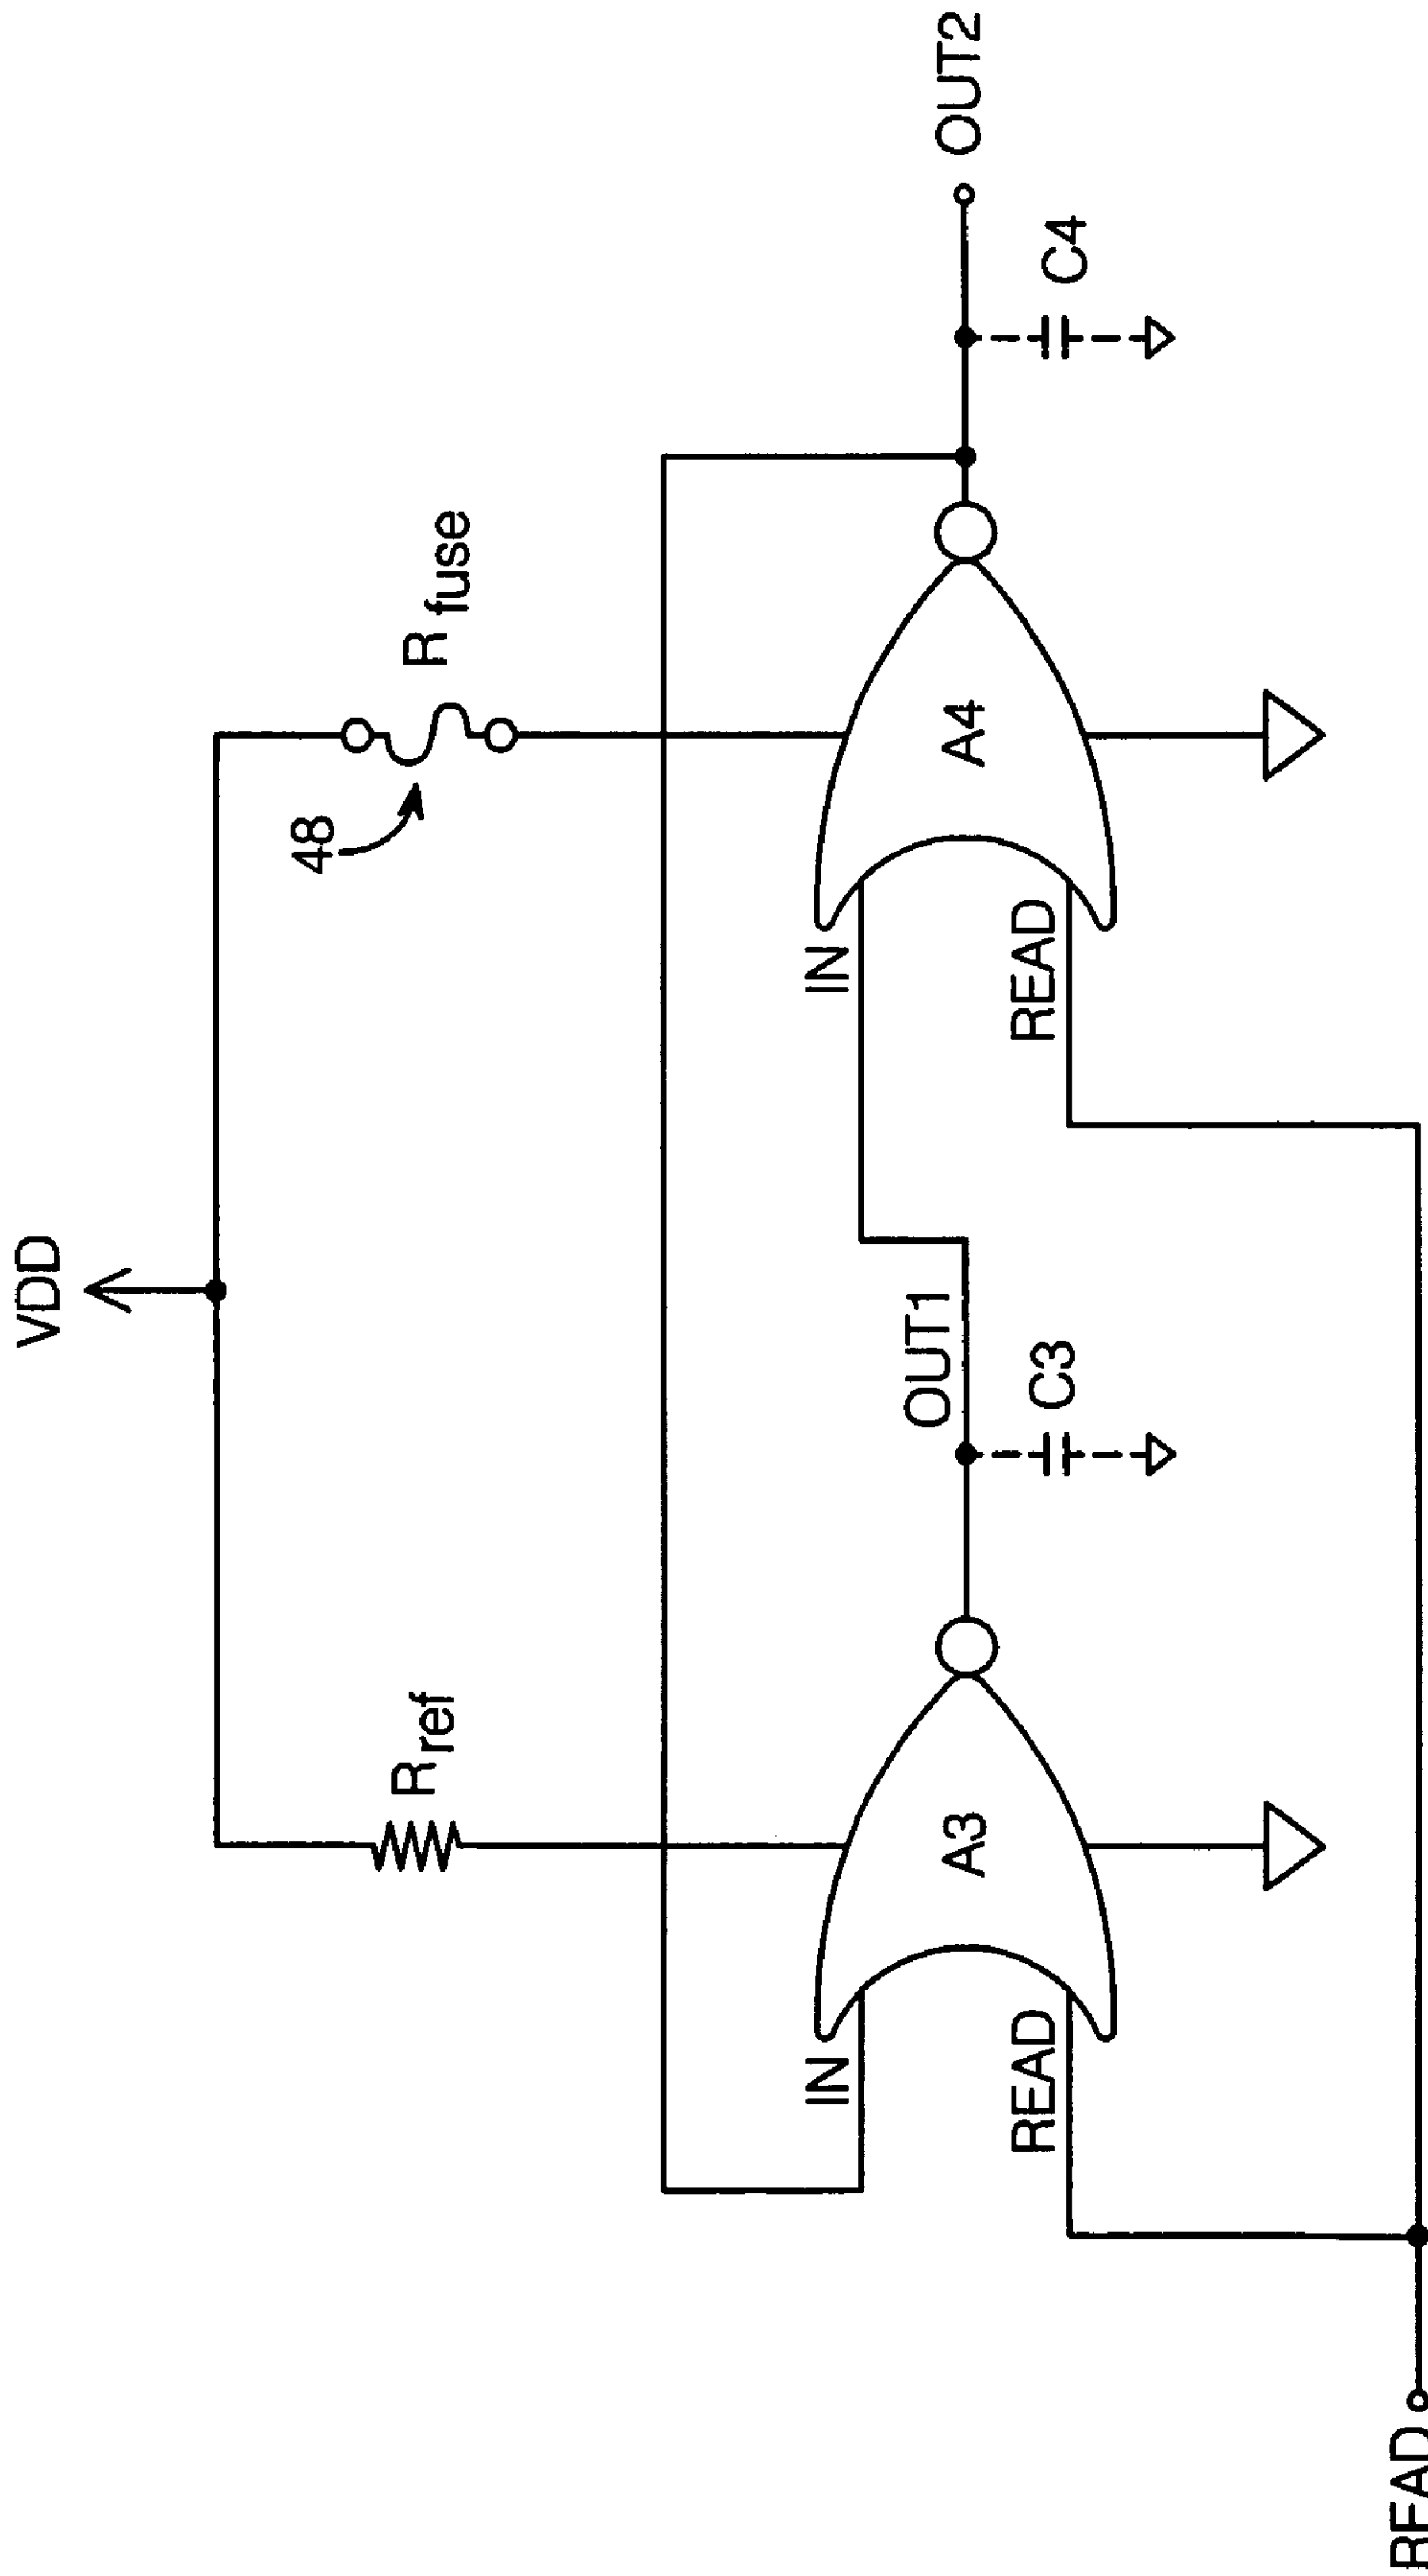 VDD
R ref
48
R fuse
IN
READ
A3
OUT1
C3
IN
READ
A4
C4
OUT2
READ